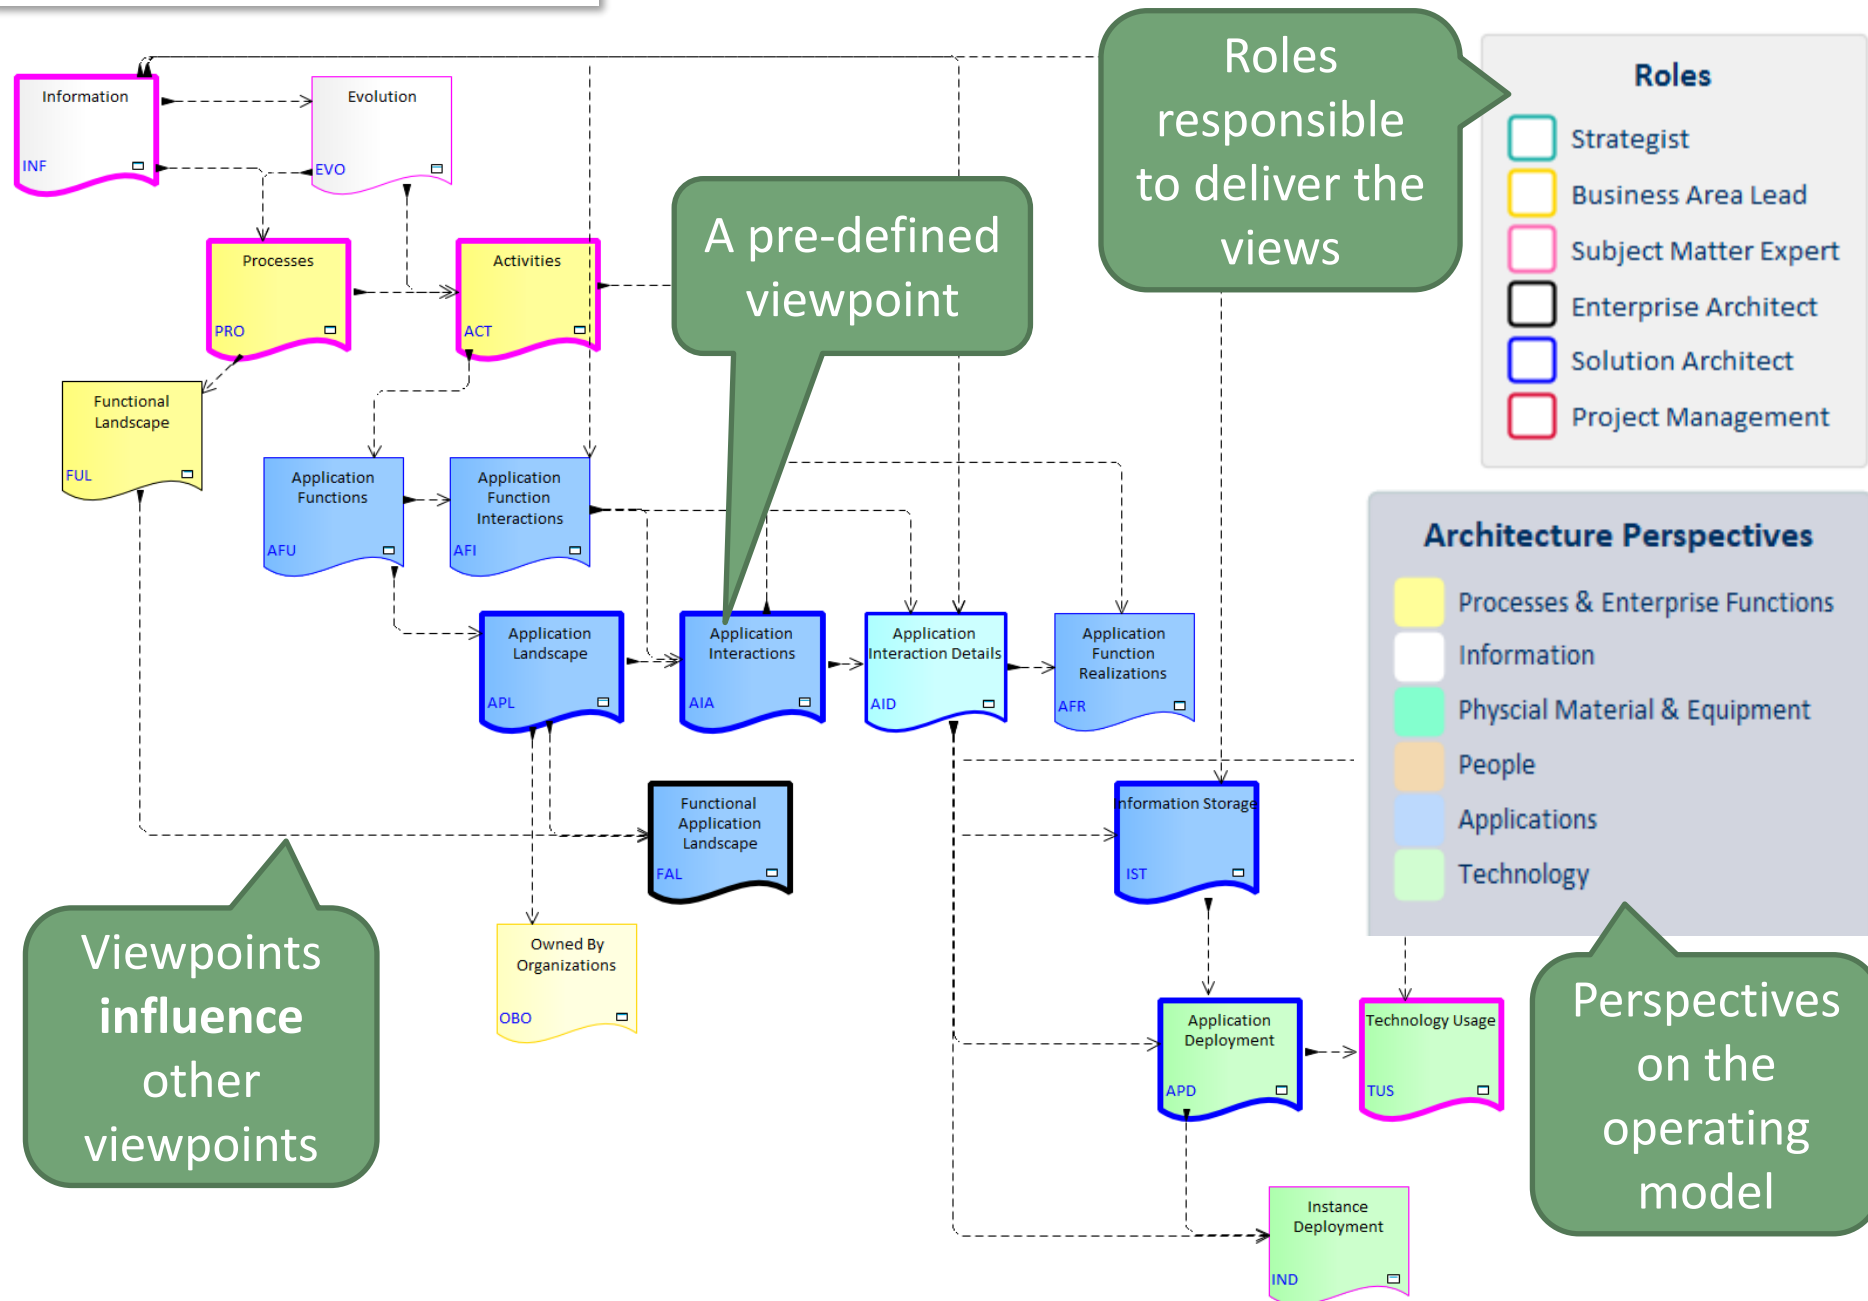 Information
INF
Evolution
EVO
Processes
PRO
Activities
ACT
Functional
Landscape
FUL
Application
Functions
AFU
Application
Function
Interactions
AFI
Application
Landscape
APL
Application
Interactions
AIA
Application
Interaction Details
AID
Application
Function
Realizations
AFR
Functional
Application
Landscape
FAL
Information Storage
IST
Owned By
Organizations
OBO
Application
Deployment
APD
Technology Usage
TUS
Instance
Deployment
IND
A pre-defined
viewpoint
Roles
responsible
to deliver the
views
Viewpoints
influence
other
viewpoints
Perspectives
on the
operating
model
Roles
Strategist
Business Area Lead
Subject Matter Expert
Enterprise Architect
Solution Architect
Project Management
Architecture Perspectives
Processes & Enterprise Functions
Information
Physcial Material & Equipment
People
Applications
Technology